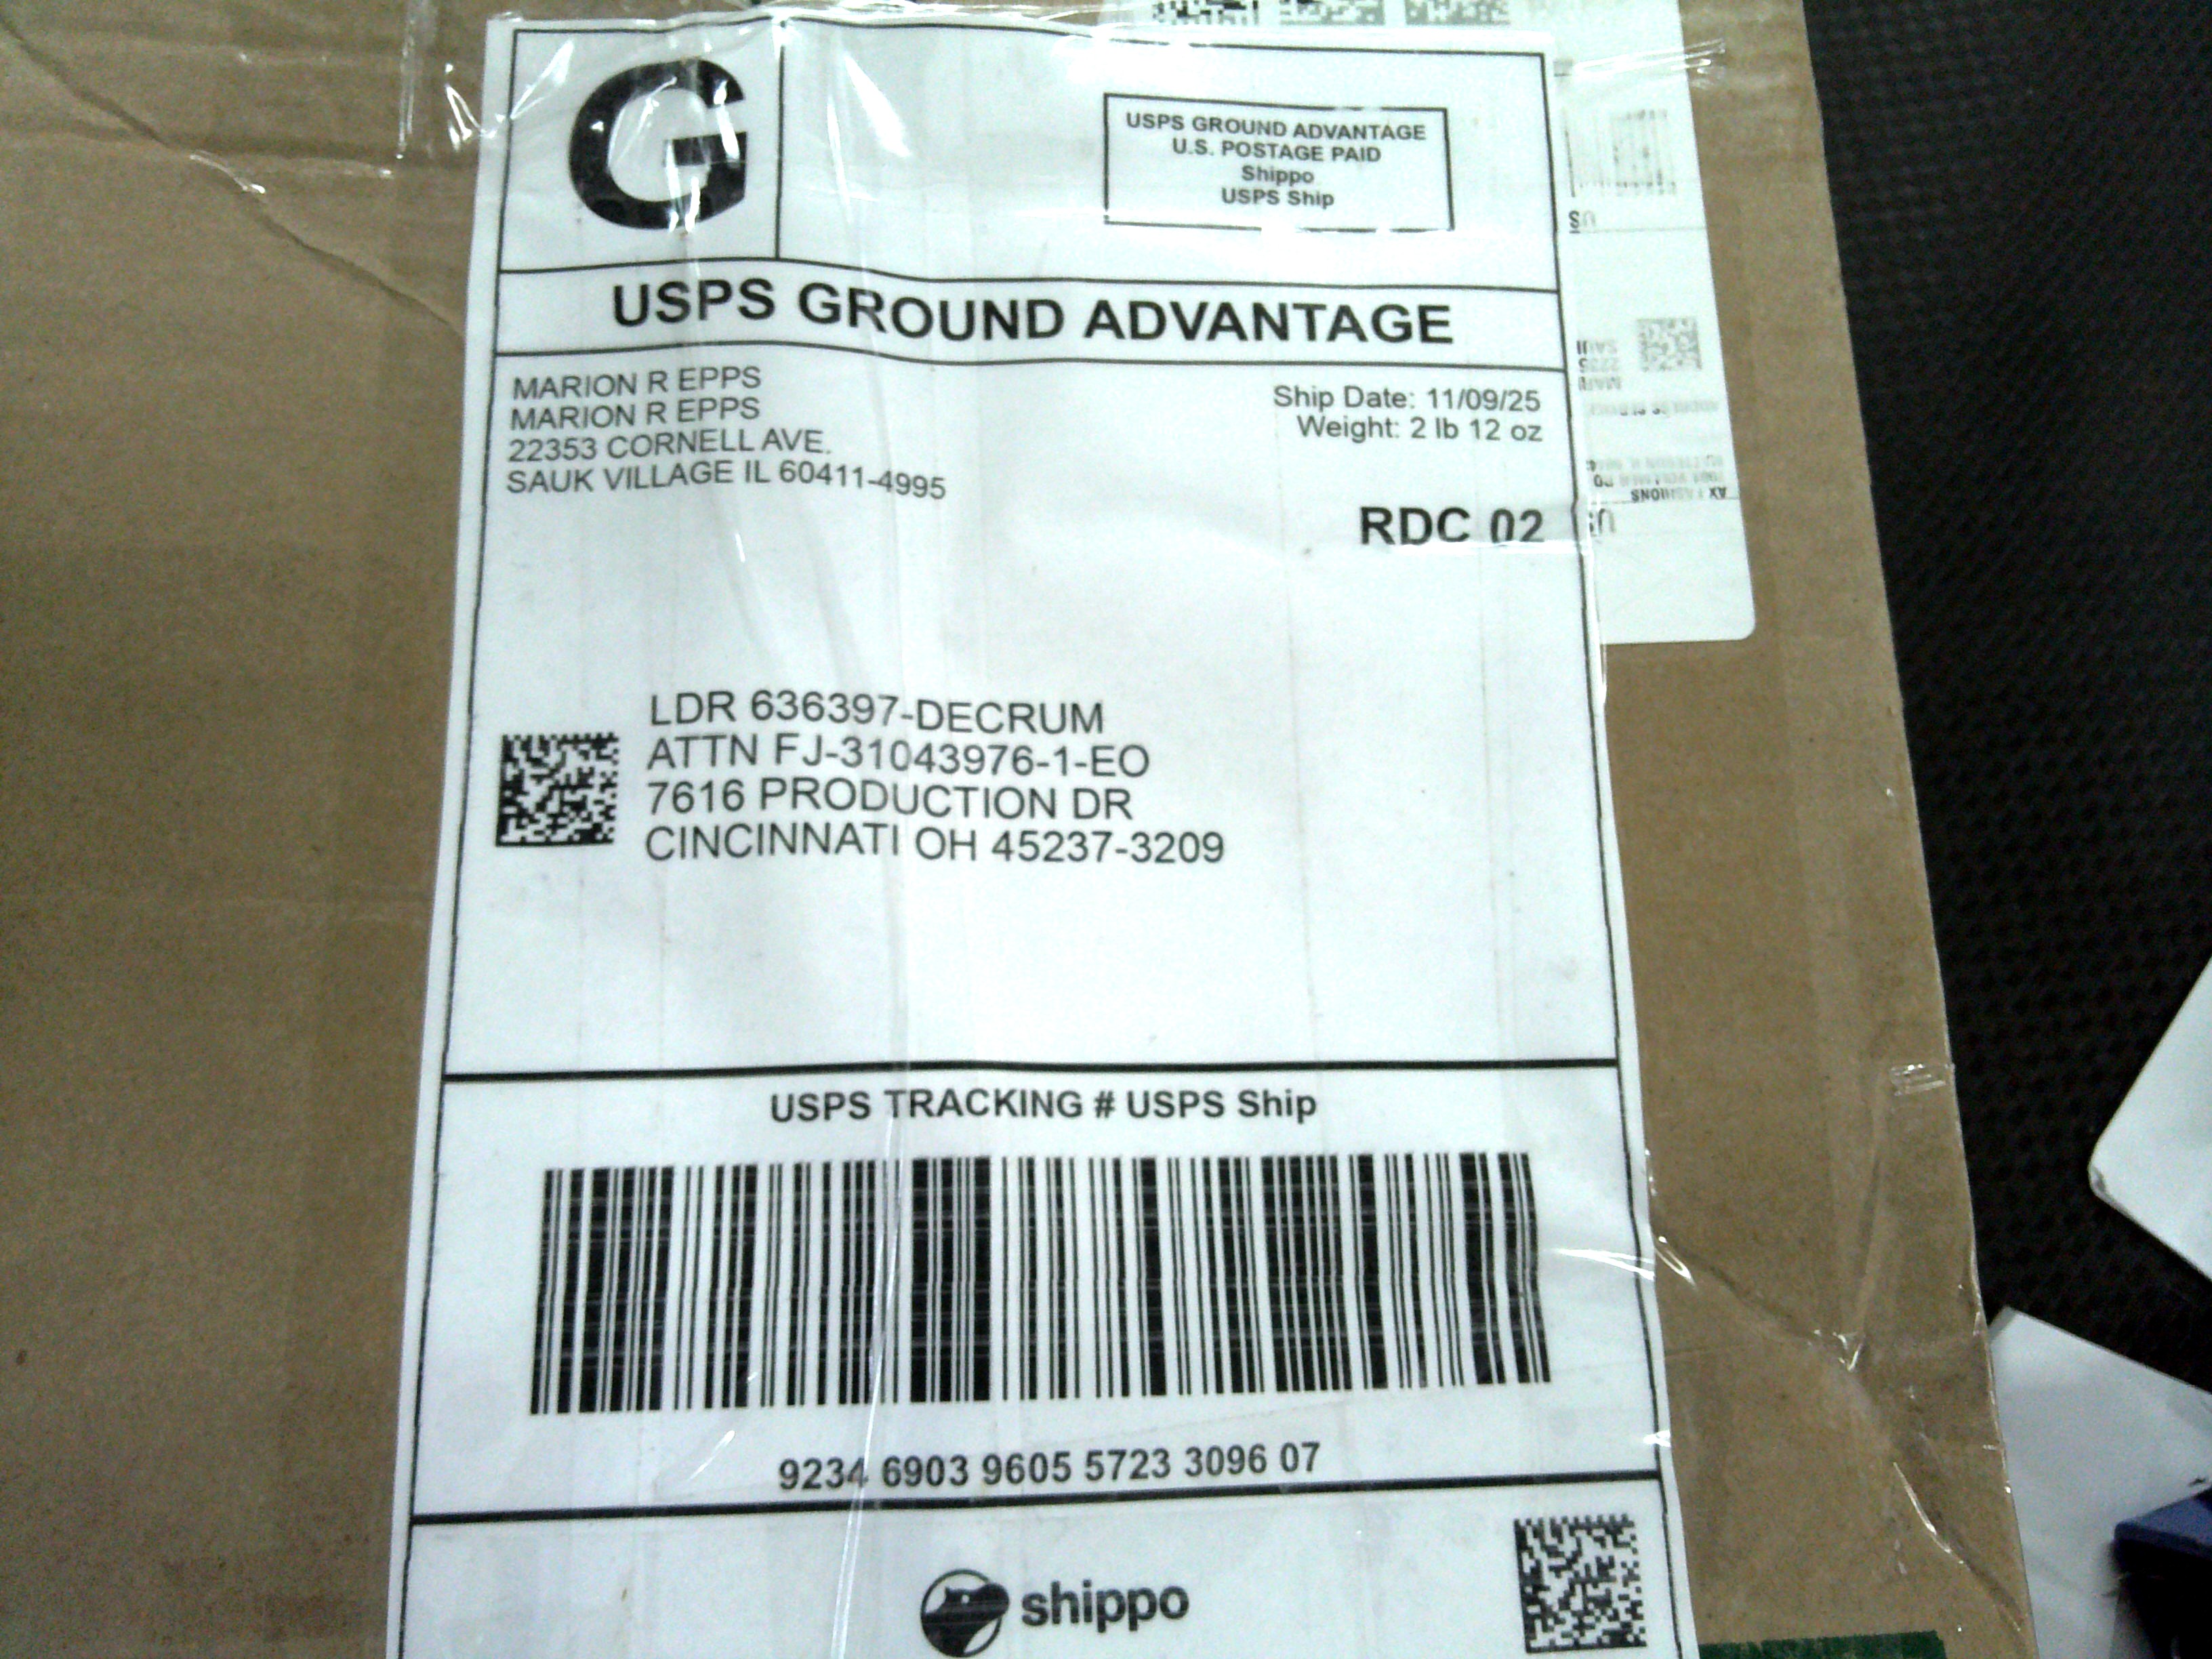 G
USPS GROUND ADVANTAGE
U.S. POSTAGE PAID
Shippo
USPS Ship
USPS GROUND ADVANTAGE
MARION R EPPS
MARION R EPPS
22353 CORNELL AVE.
SAUK VILLAGE IL 60411-4995
Ship Date: 11/09/25
Weight: 2 lb 12 oz
RDC 02
LDR 636397-DECRUM
ATTN FJ-31043976-1-EO
7616 PRODUCTION DR
CINCINNATI OH 45237-3209
USPS TRACKING # USPS Ship
9234 6903 9605 5723 3096 07
shippo
US
FASHIONS